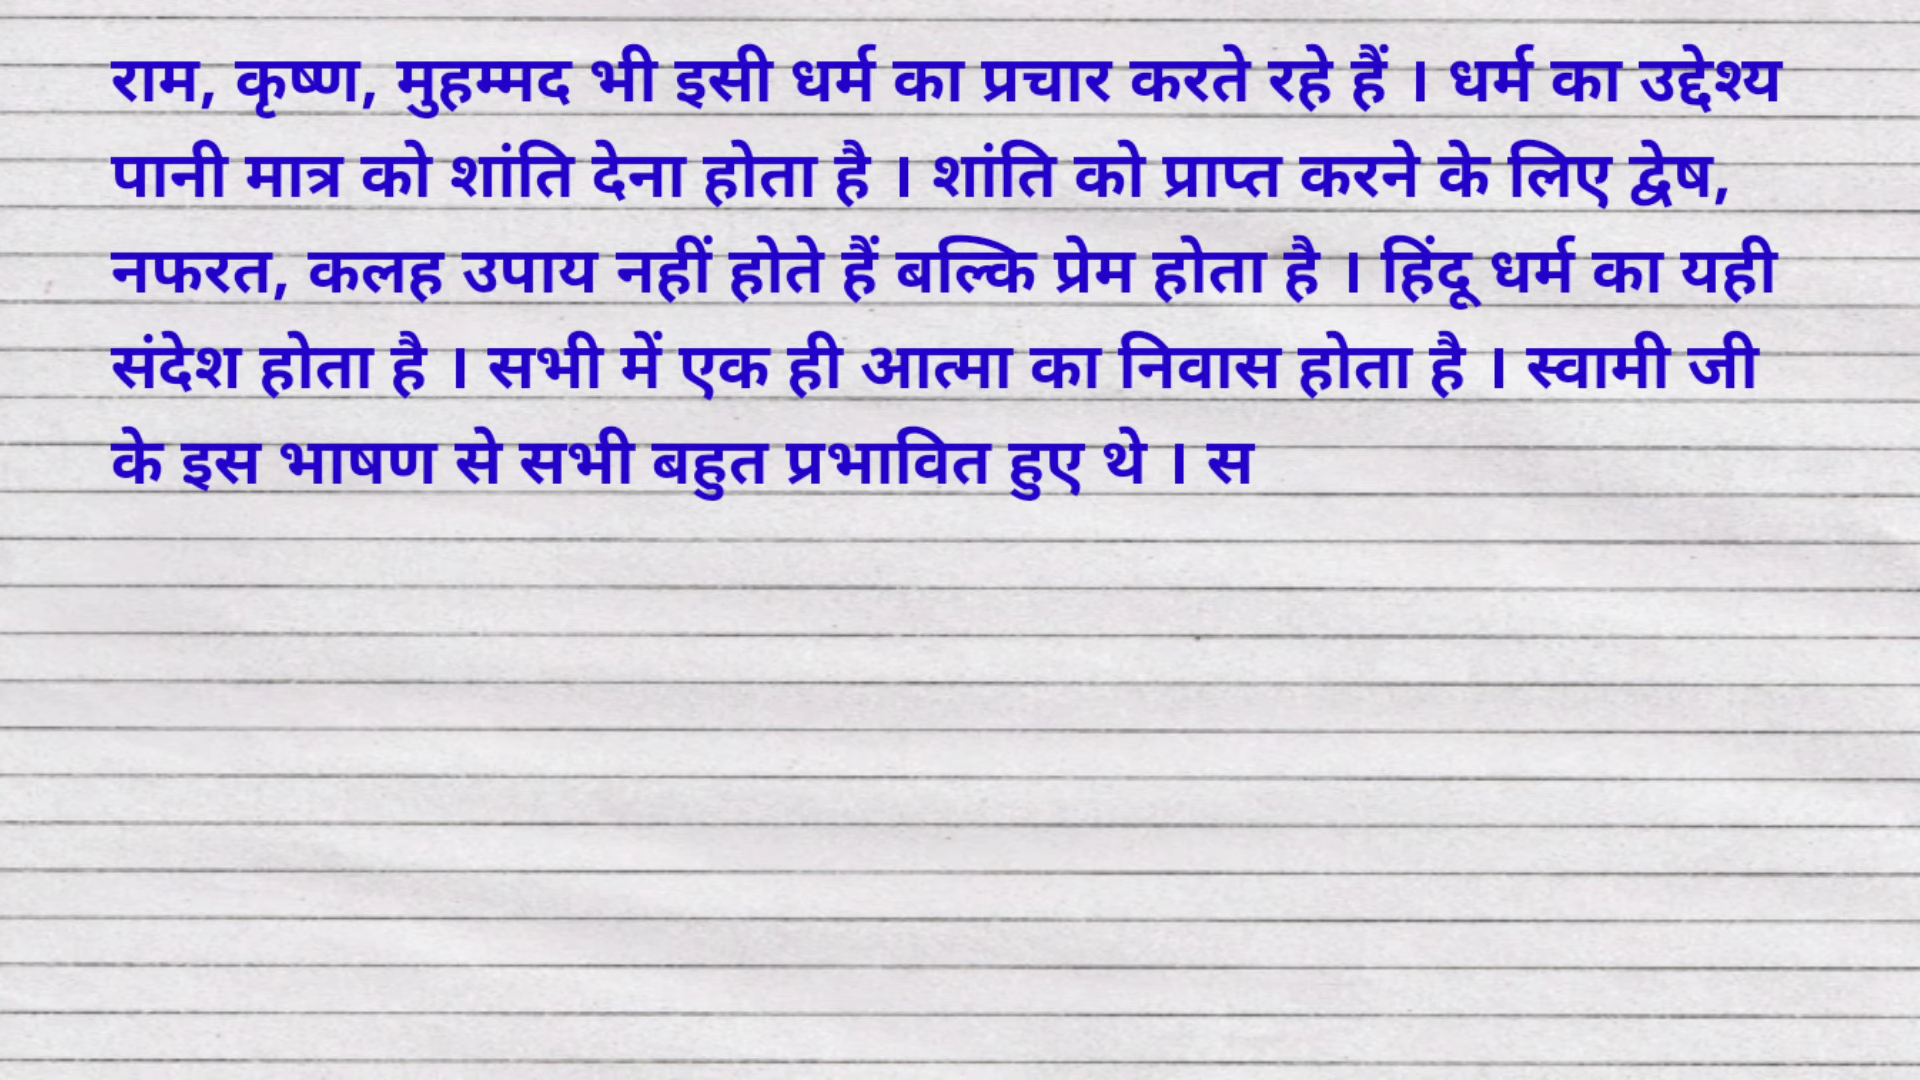 राम, कृष्ण, मुहम्मद भी इसी धर्म का प्रचार करते रहे हैं । धर्म का उद्देश्य
पानी मात्र को शांति देना होता है । शांति को प्राप्त करने के लिए द्वेष,
नफरत, कलह उपाय नहीं होते हैं बल्कि प्रेम होता है । हिंदू धर्म का यही
संदेश होता है । सभी में एक ही आत्मा का निवास होता है । स्वामी जी
के इस भाषण से सभी बहुत प्रभावित हुए थे । स